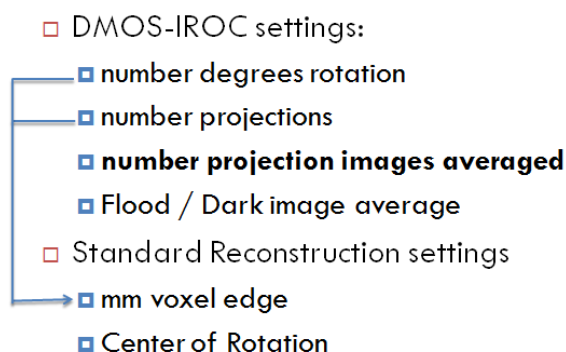 DMOS-IROC settings:
number degrees rotation
number projections
number projection images averaged
Flood / Dark image average
Standard Reconstruction settings
mm voxel edge
Center of Rotation